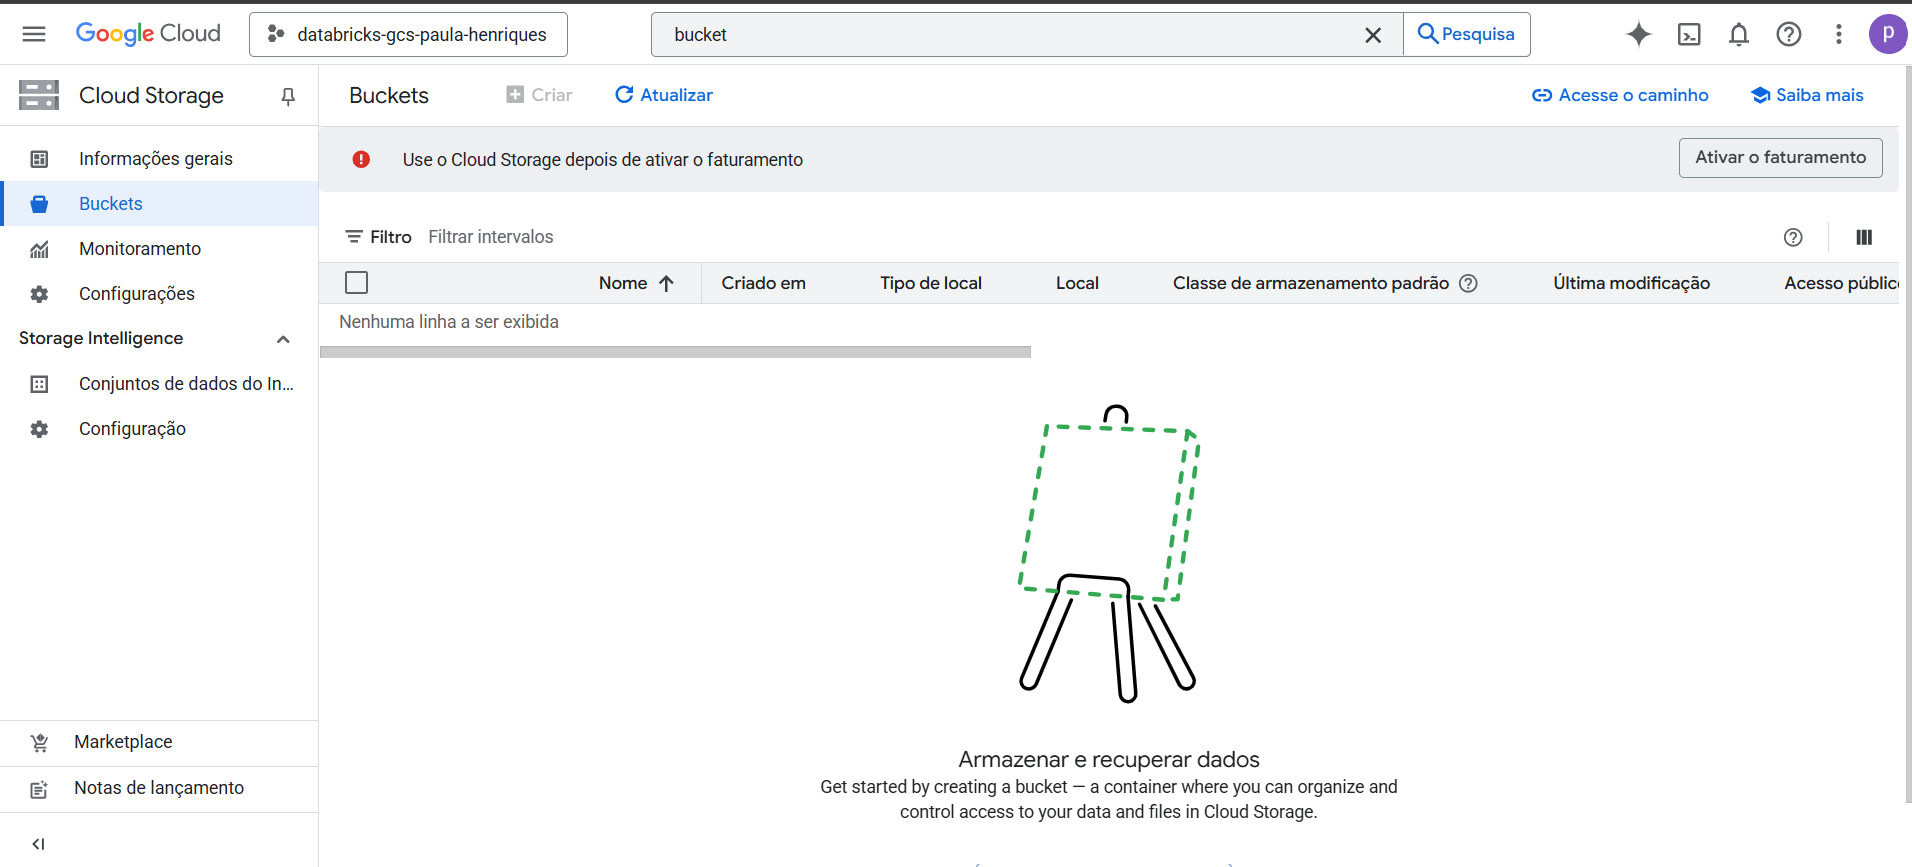 Google Cloud
databricks-gcs-paula-henriques
bucket
Pesquisa
p
Cloud Storage
Informações gerais
Buckets
Monitoramento
Configurações
Storage Intelligence
Conjuntos de dados do In...
Configuração
Marketplace
Notas de lançamento
Buckets
Criar
Atualizar
Acesse o caminho
Saiba mais
Use o Cloud Storage depois de ativar o faturamento
Ativar o faturamento
Filtro Filtrar intervalos
Nome Criado em Tipo de local Local Classe de armazenamento padrão Última modificação Acesso público
Nenhuma linha a ser exibida
Armazenar e recuperar dados
Get started by creating a bucket — a container where you can organize and
control access to your data and files in Cloud Storage.